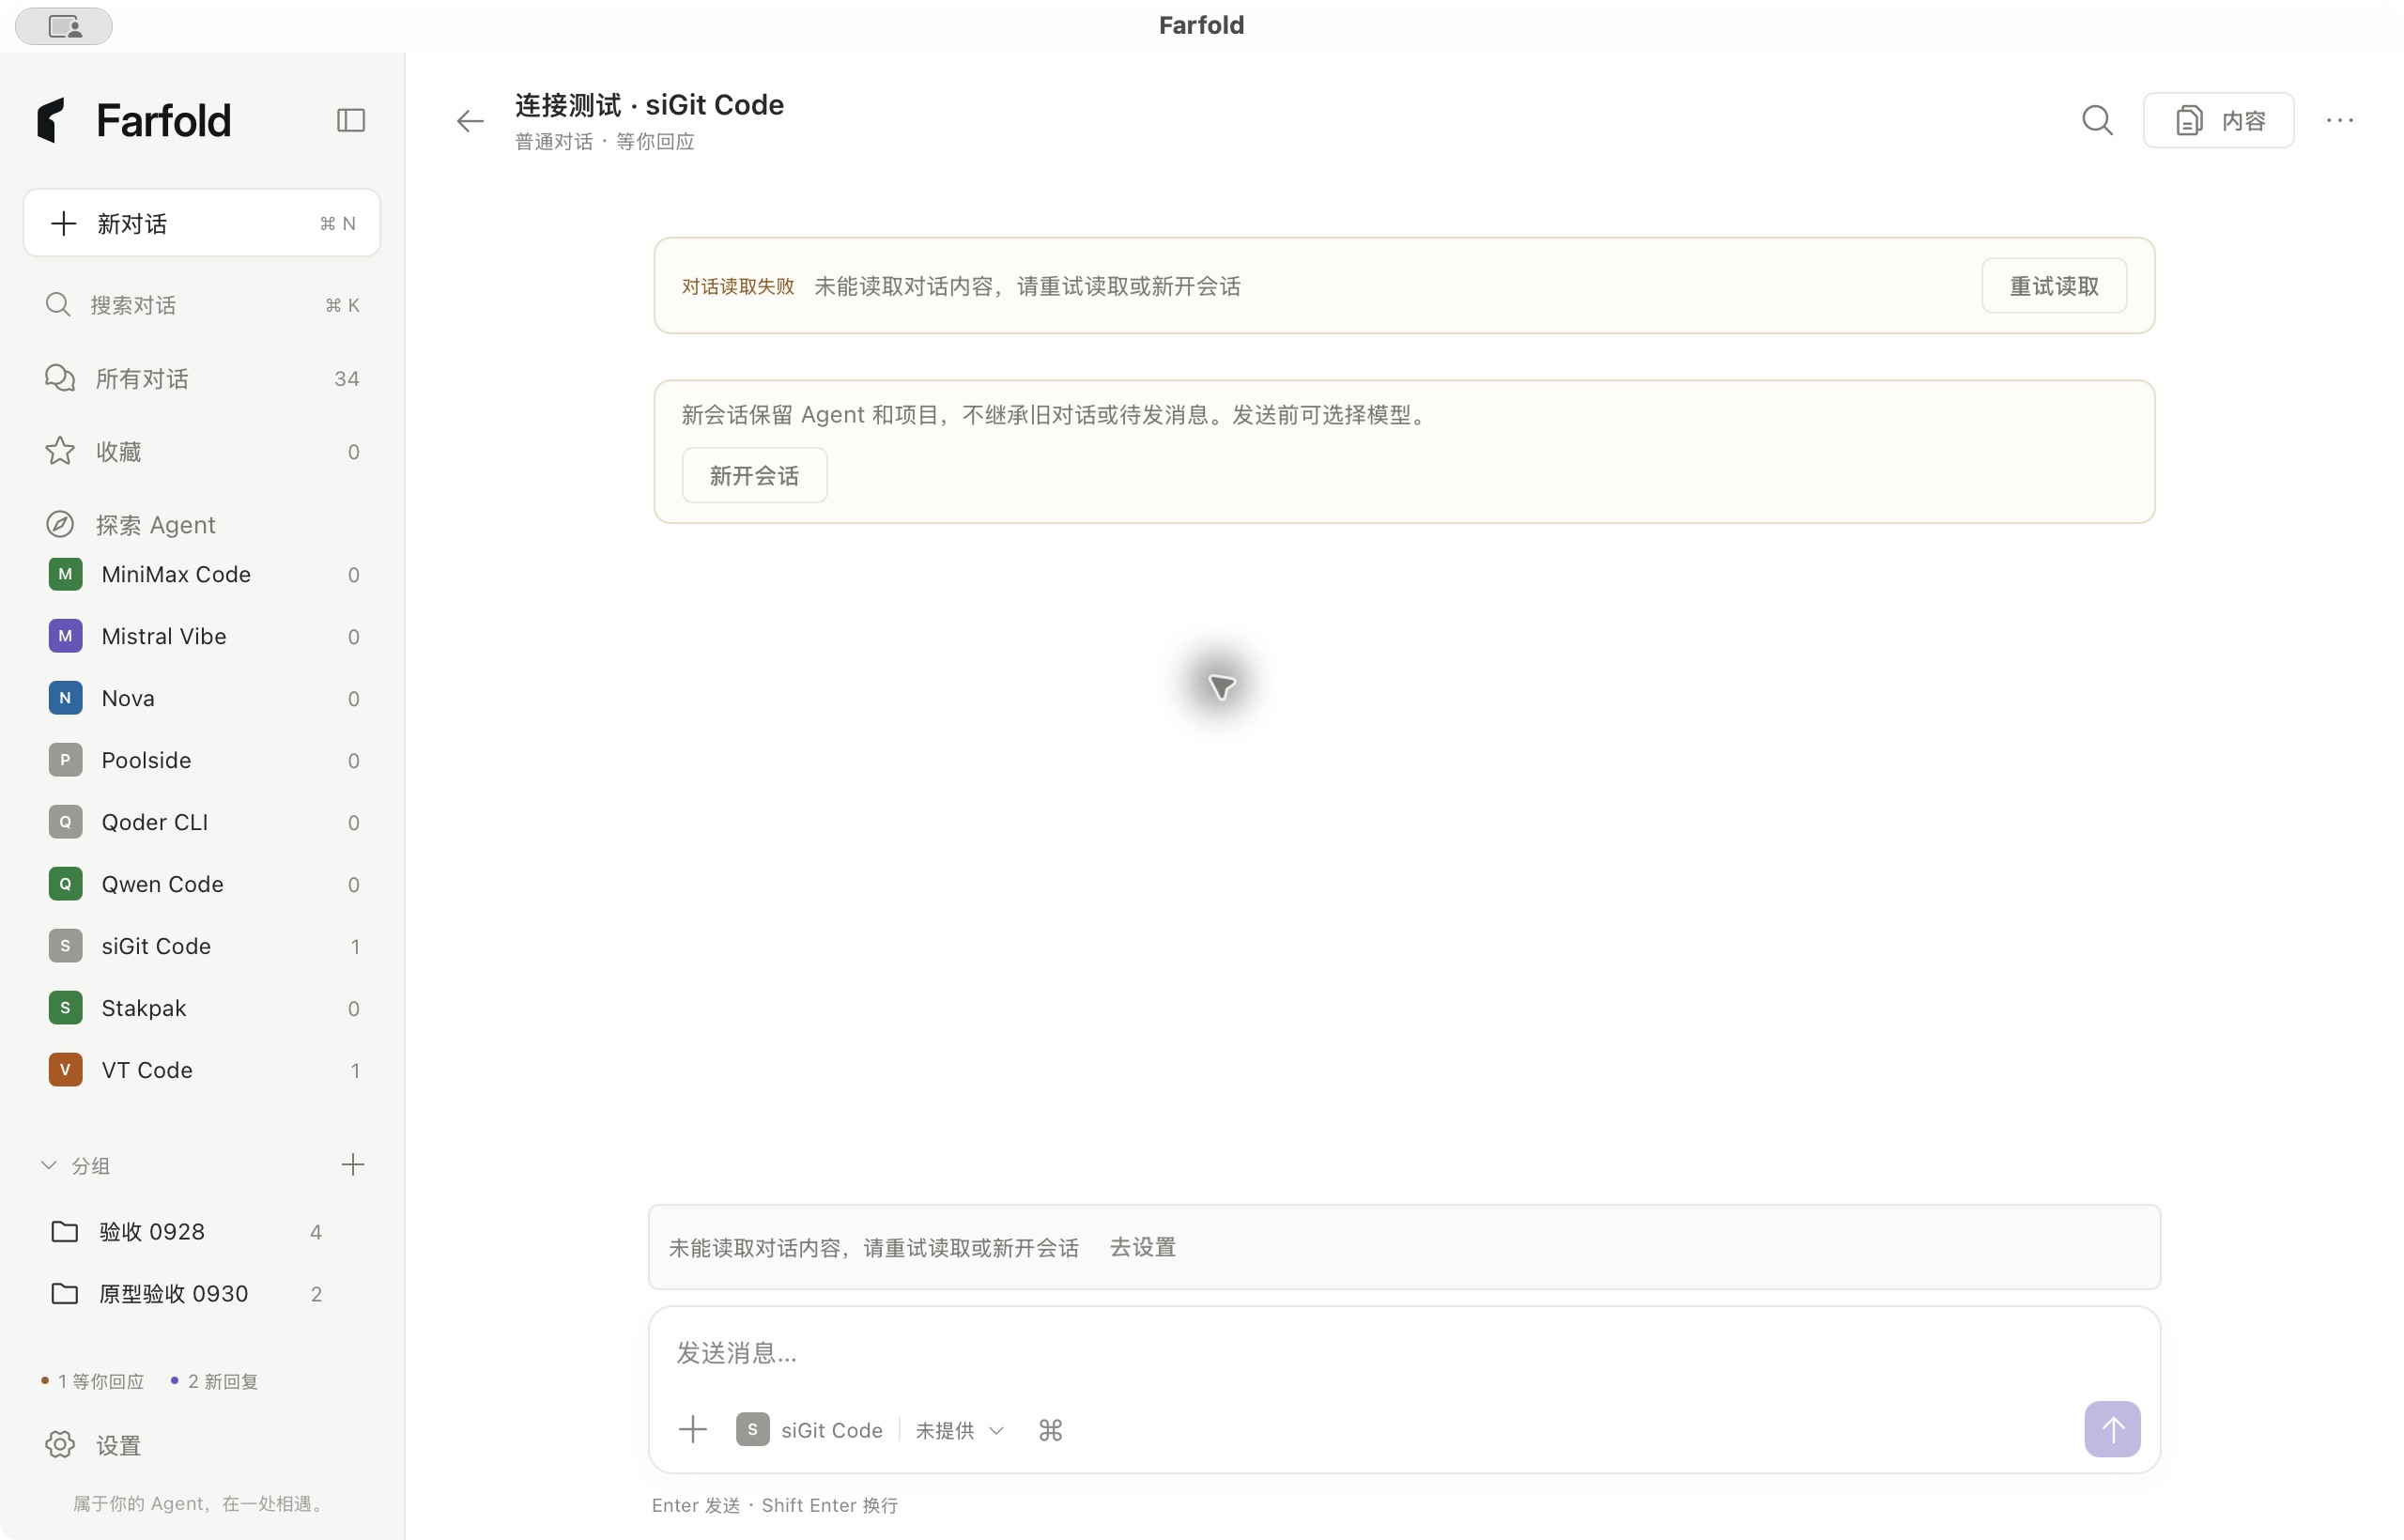 Farfold
Farfold
新对话 ⌘ N
搜索对话 ⌘ K
所有对话 34
收藏 0
探索 Agent
M MiniMax Code 0
M Mistral Vibe 0
N Nova 0
P Poolside 0
Q Qoder CLI 0
Q Qwen Code 0
S siGit Code 1
S Stakpak 0
V VT Code 1
分组
验收 0928 4
原型验收 0930 2
1 等你回应 2 新回复
设置
属于你的 Agent，在一处相遇。
连接测试 · siGit Code
普通对话 · 等你回应
内容
对话读取失败 未能读取对话内容，请重试读取或新开会话 重试读取
新会话保留 Agent 和项目，不继承旧对话或待发消息。发送前可选择模型。
新开会话
未能读取对话内容，请重试读取或新开会话 去设置
发送消息...
S siGit Code 未提供 ⌘
Enter 发送 · Shift Enter 换行